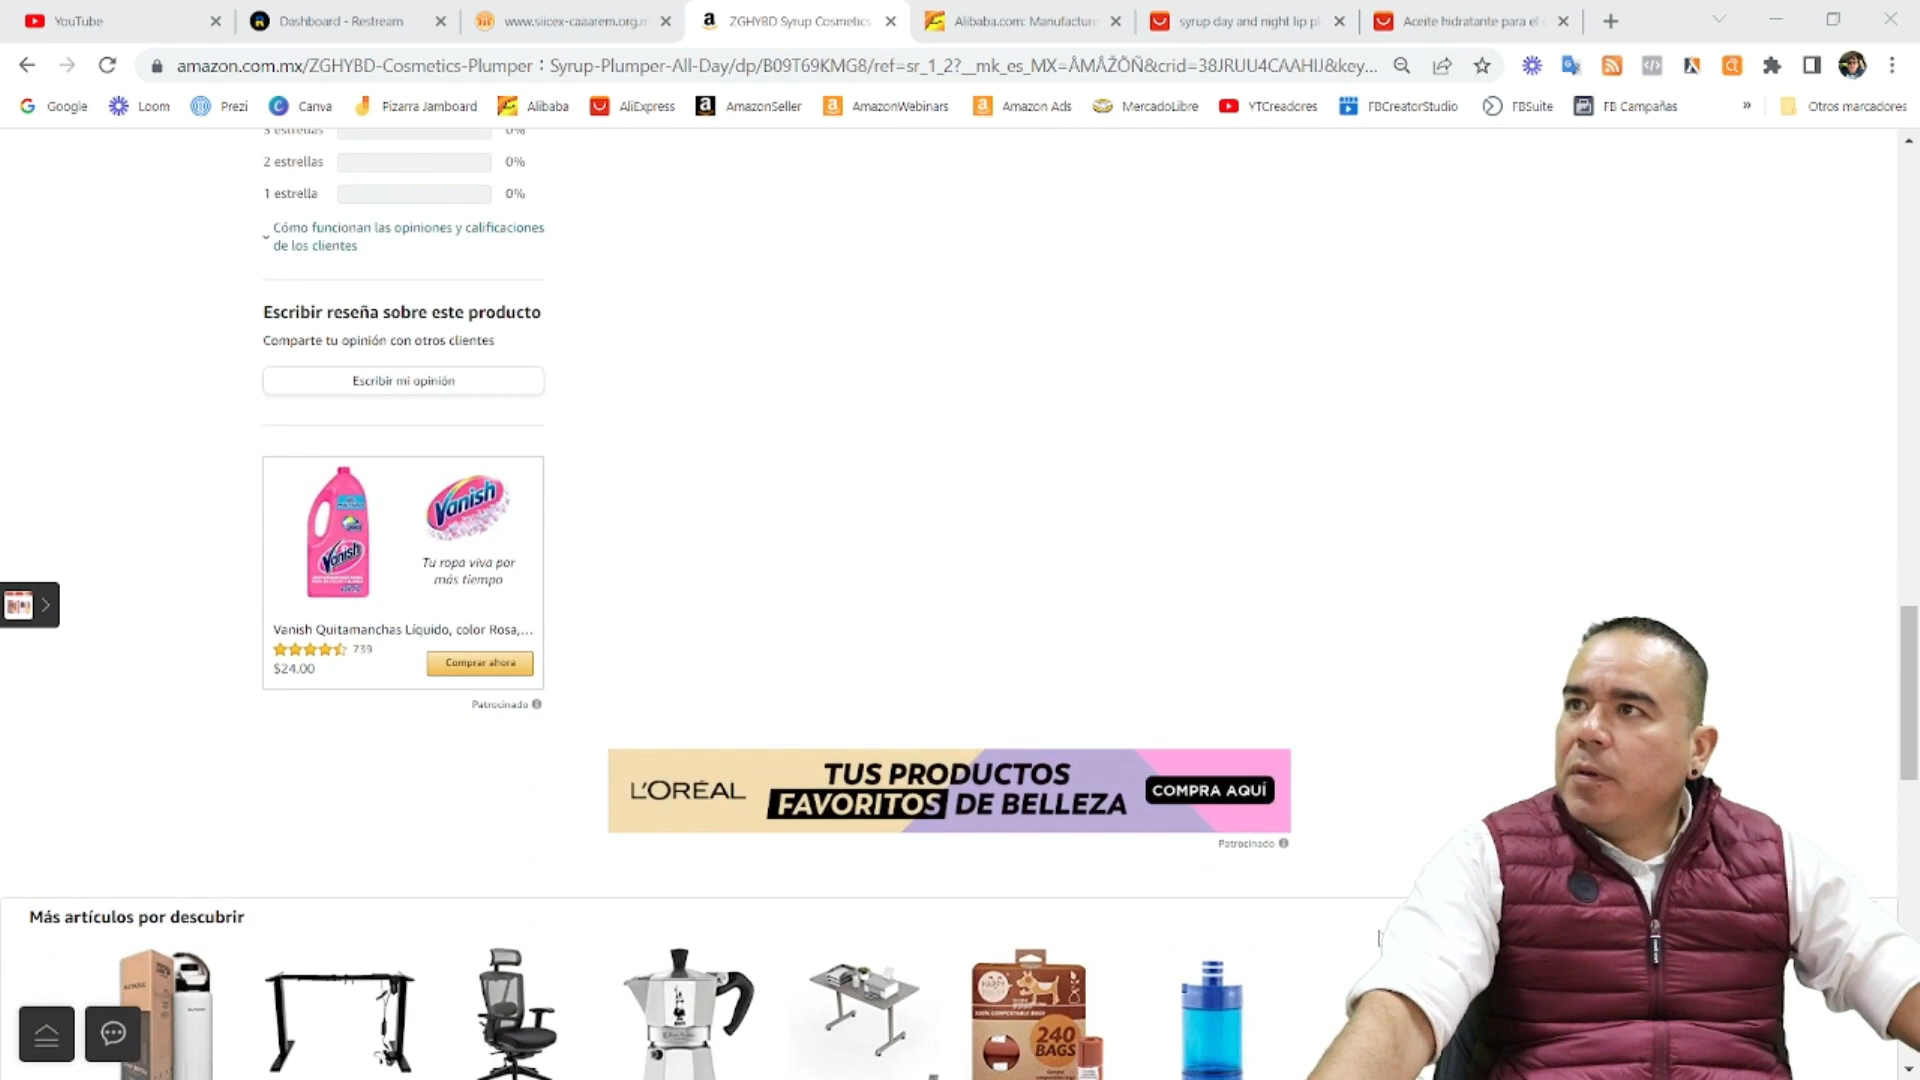 YouTube
Dashboard - Restream
www.siicex-caaarem.org.m
ZGHYBD Syrup Cosmetics
Alibaba.com: Manufacture
syrup day and night lip pl
Aceite hidratante para el
amazon.com.mx/ZGHYBD-Cosmetics-Plumper：Syrup-Plumper-All-Day/dp/B09T69KMG8/ref=sr_1_2?__mk_es_MX=ÅMÅŽÕÑ&crid=38JRUU4CAAHIJ&key...
Google
Loom
Prezi
Canva
Pizarra Jamboard
Alibaba
AliExpress
AmazonSeller
AmazonWebinars
Amazon Ads
MercadoLibre
YTCreadores
FBCreatorStudio
FBSuite
FB Campañas
»
Otros marcadores
3 estrellas 0%
2 estrellas 0%
1 estrella 0%
Cómo funcionan las opiniones y calificaciones
de los clientes
Escribir reseña sobre este producto
Comparte tu opinión con otros clientes
Escribir mi opinión
Vanish
Vanish
Tu ropa viva por
más tiempo
Vanish Quitamanchas Líquido, color Rosa,...
739
$24.00
Comprar ahora
Patrocinado
L'ORÉAL
TUS PRODUCTOS
FAVORITOS DE BELLEZA
COMPRA AQUÍ
Patrocinado
Más artículos por descubrir
HAPPY
240
BAGS